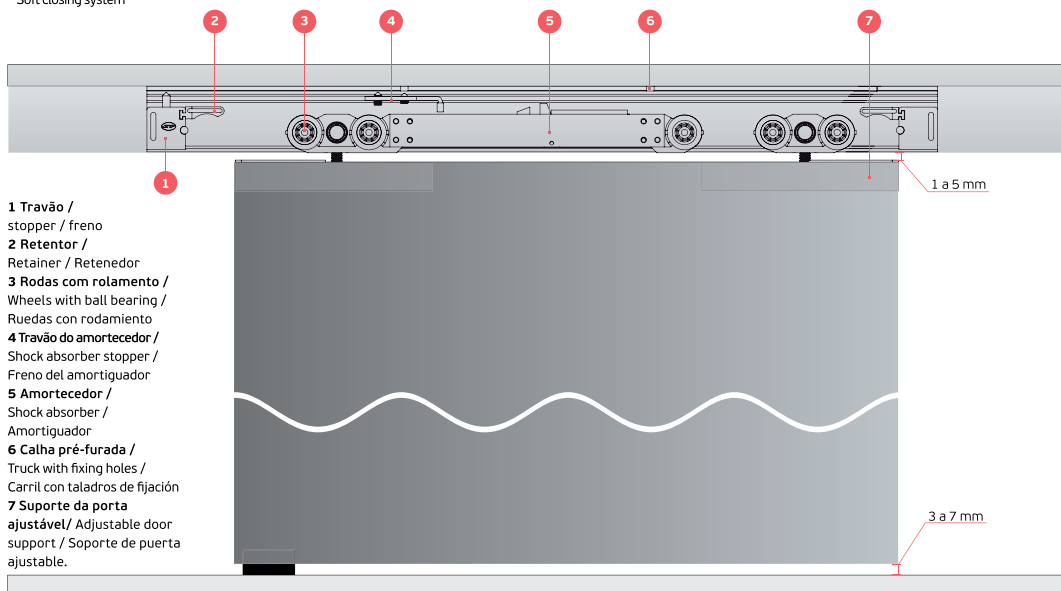 Soft closing system
2
3
4
5
6
7
1
1 a 5 mm
1 Travão /
stopper / freno
2 Retentor /
Retainer / Retenedor
3 Rodas com rolamento /
Wheels with ball bearing /
Ruedas con rodamiento
4 Travão do amortecedor /
Shock absorber stopper /
Freno del amortiguador
5 Amortecedor /
Shock absorber /
Amortiguador
6 Calha pré-furada /
Truck with fixing holes /
Carril con taladros de fijación
7 Suporte da porta
ajustável/ Adjustable door
support / Soporte de puerta
ajustable.
3 a 7 mm